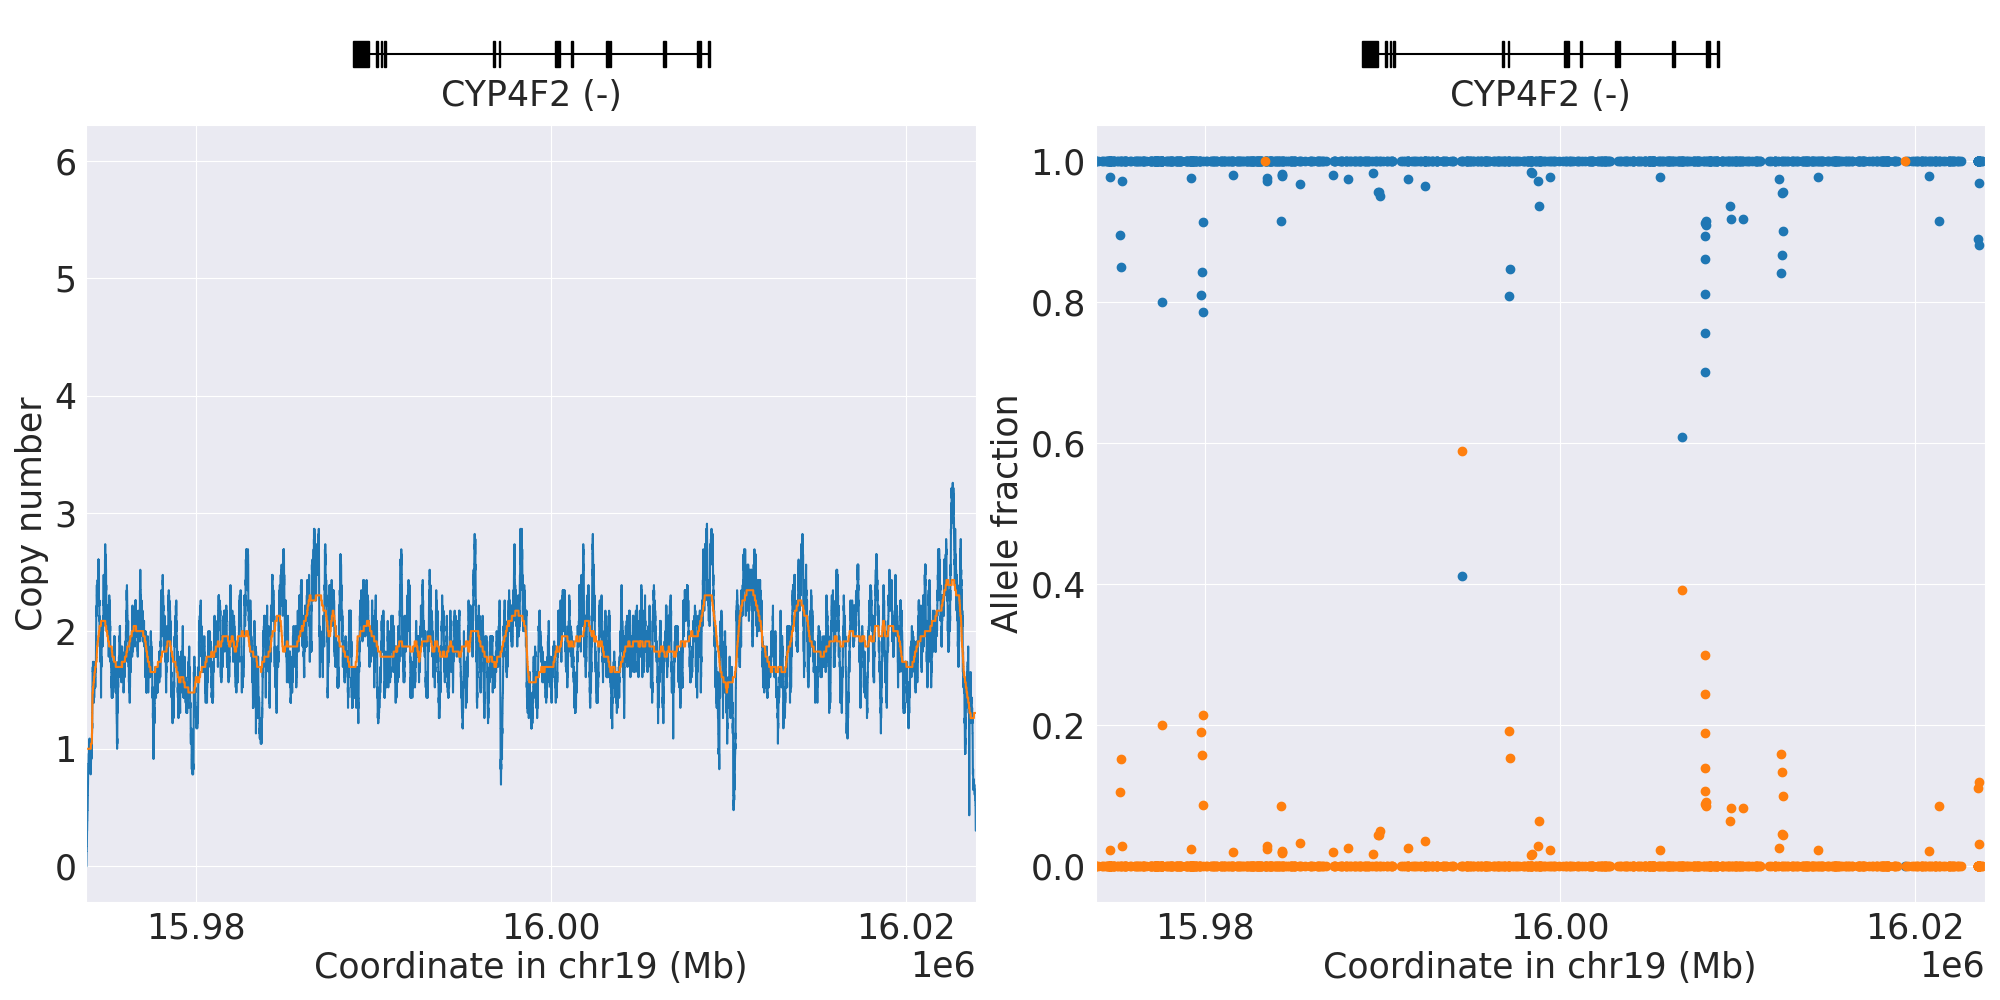 CYP4F2 (-)
6
5
4
3
2
1
0
Copy number
15.98
16.00
16.02
Coordinate in chr19 (Mb)
1e6
CYP4F2 (-)
1.0
0.8
0.6
0.4
0.2
0.0
Allele fraction
15.98
16.00
16.02
Coordinate in chr19 (Mb)
1e6